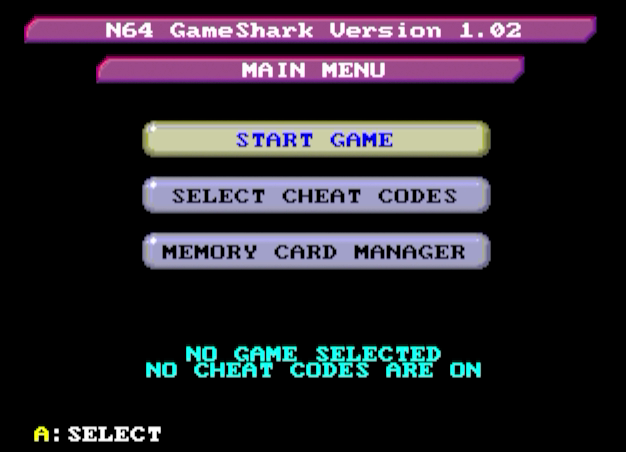 N64 GameShark Version 1.02
MAIN MENU
START GAME
SELECT CHEAT CODES
MEMORY CARD MANAGER
NO GAME SELECTED
NO CHEAT CODES ARE ON
A: SELECT